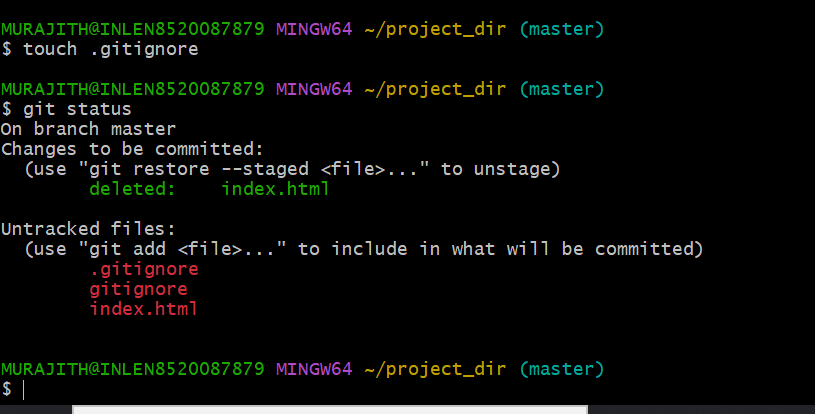 MURAJITH@INLEN8520087879 MINGW64 ~/project_dir (master)
$ touch .gitignore
MURAJITH@INLEN8520087879 MINGW64 ~/project_dir (master)
$ git status
On branch master
Changes to be committed:
  (use "git restore --staged <file>..." to unstage)
        deleted:    index.html
Untracked files:
  (use "git add <file>..." to include in what will be committed)
        .gitignore
        gitignore
        index.html
MURAJITH@INLEN8520087879 MINGW64 ~/project_dir (master)
$